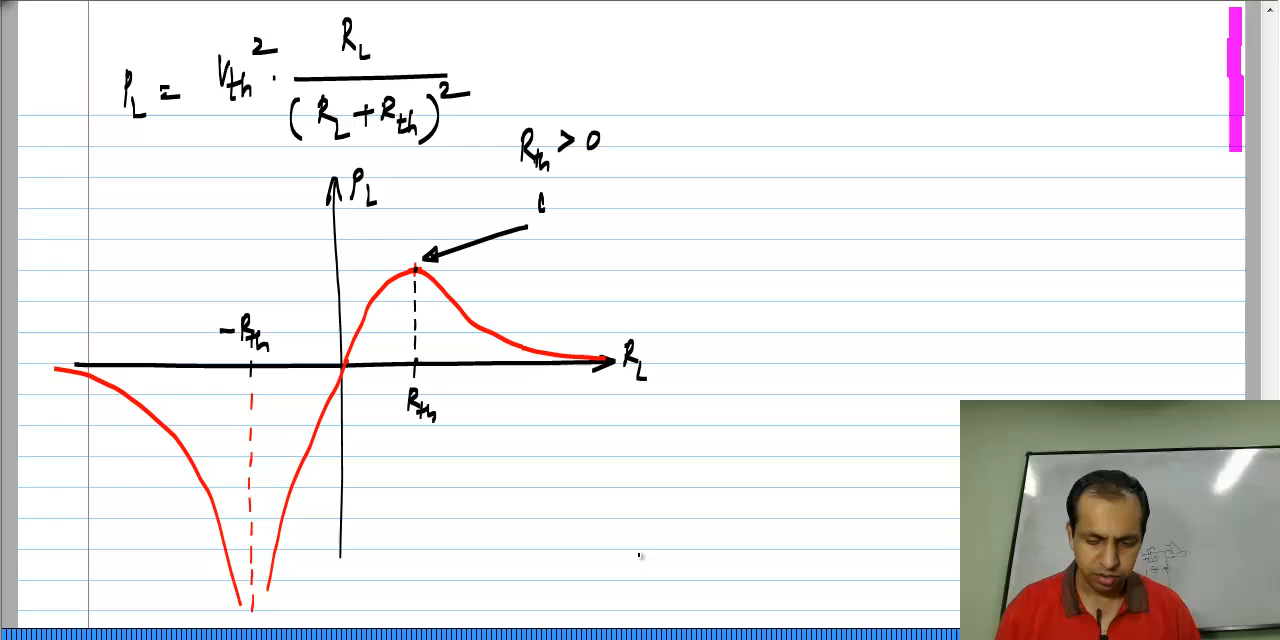 P_L = V_th^2 · R_L / (R_L + R_th)^2
R_th > 0
P_L
-R_th
R_L
R_th